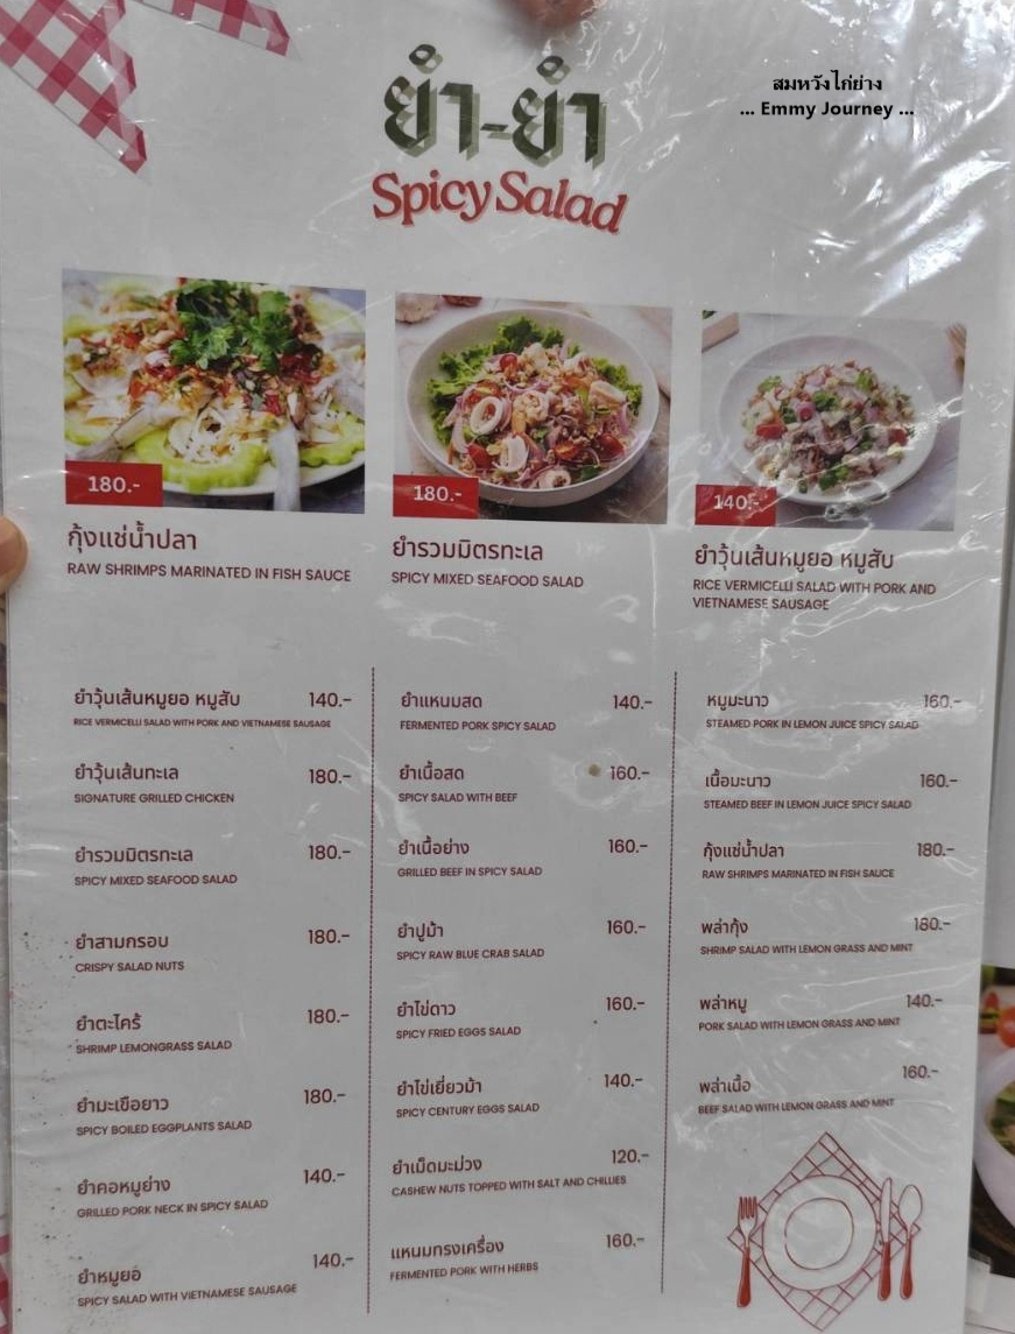 สมหวังไก่ย่าง
... Emmy Journey ...
ยำ-ยำ
Spicy Salad
180.-
กุ้งแช่น้ำปลา
RAW SHRIMPS MARINATED IN FISH SAUCE
180.-
ยำรวมมิตรทะเล
SPICY MIXED SEAFOOD SALAD
140.-
ยำวุ้นเส้นหมูยอ หมูสับ
RICE VERMICELLI SALAD WITH PORK AND
VIETNAMESE SAUSAGE
ยำวุ้นเส้นหมูยอ หมูสับ 140.-
RICE VERMICELLI SALAD WITH PORK AND VIETNAMESE SAUSAGE
ยำวุ้นเส้นทะเล 180.-
SIGNATURE GRILLED CHICKEN
ยำรวมมิตรทะเล 180.-
SPICY MIXED SEAFOOD SALAD
ยำสามกรอบ 180.-
CRISPY SALAD NUTS
ยำตะไคร้ 180.-
SHRIMP LEMONGRASS SALAD
ยำมะเขือยาว 180.-
SPICY BOILED EGGPLANTS SALAD
ยำคอหมูย่าง 140.-
GRILLED PORK NECK IN SPICY SALAD
ยำหมูยอ 140.-
SPICY SALAD WITH VIETNAMESE SAUSAGE
ยำแหนมสด 140.-
FERMENTED PORK SPICY SALAD
ยำเนื้อสด 160.-
SPICY SALAD WITH BEEF
ยำเนื้อย่าง 160.-
GRILLED BEEF IN SPICY SALAD
ยำปูม้า 160.-
SPICY RAW BLUE CRAB SALAD
ยำไข่ดาว 160.-
SPICY FRIED EGGS SALAD
ยำไข่เยี่ยวม้า 140.-
SPICY CENTURY EGGS SALAD
ยำเม็ดมะม่วง 120.-
CASHEW NUTS TOPPED WITH SALT AND CHILLIES
แหนมทรงเครื่อง 160.-
FERMENTED PORK WITH HERBS
หมูมะนาว 160.-
STEAMED PORK IN LEMON JUICE SPICY SALAD
เนื้อมะนาว 160.-
STEAMED BEEF IN LEMON JUICE SPICY SALAD
กุ้งแช่น้ำปลา 180.-
RAW SHRIMPS MARINATED IN FISH SAUCE
พล่ากุ้ง 180.-
SHRIMP SALAD WITH LEMON GRASS AND MINT
พล่าหมู 140.-
PORK SALAD WITH LEMON GRASS AND MINT
พล่าเนื้อ 160.-
BEEF SALAD WITH LEMON GRASS AND MINT